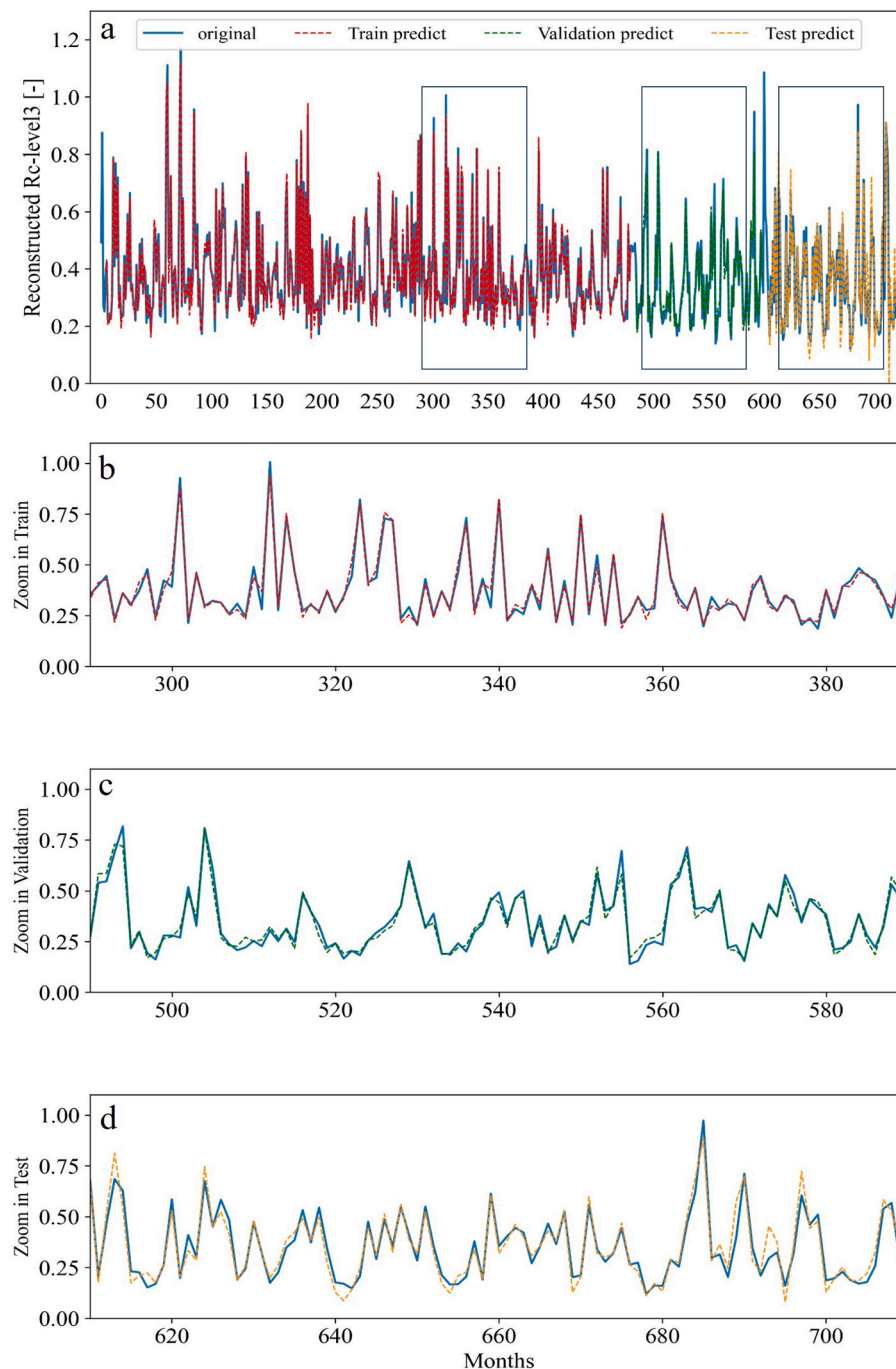 a
original Train predict Validation predict Test predict
Reconstructed Rc-level3 [-]
1.2
1.0
0.8
0.6
0.4
0.2
0.0
0 50 100 150 200 250 300 350 400 450 500 550 600 650 700
b
Zoom in Train
1.00
0.75
0.50
0.25
0.00
300 320 340 360 380
c
Zoom in Validation
1.00
0.75
0.50
0.25
0.00
500 520 540 560 580
d
Zoom in Test
1.00
0.75
0.50
0.25
0.00
620 640 660 680 700
Months